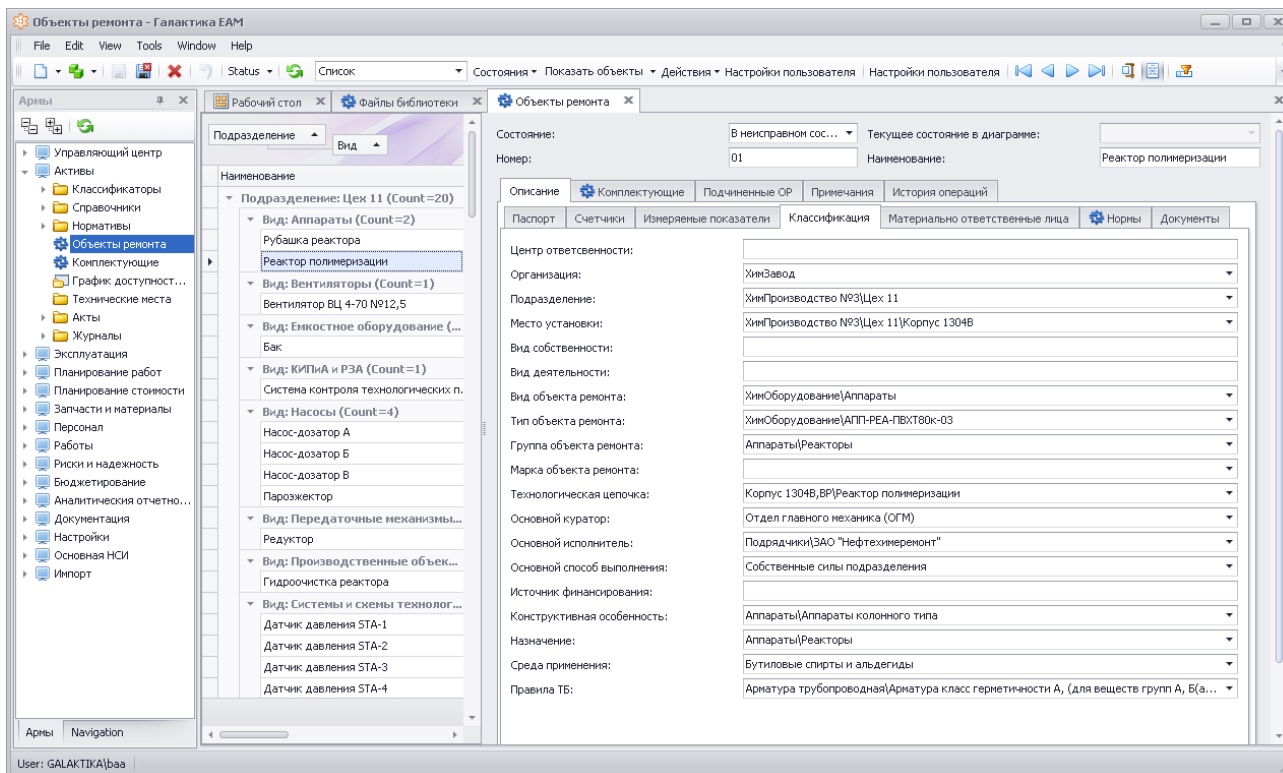 Объекты ремонта - Галактика EAM
File Edit View Tools Window Help
Status Список Состояния Показать объекты Действия Настройки пользователя Настройки пользователя
Армы
Управляющий центр
Активы
Классификаторы
Справочники
Нормативы
Объекты ремонта
Комплектующие
График доступност...
Технические места
Акты
Журналы
Эксплуатация
Планирование работ
Планирование стоимости
Запчасти и материалы
Персонал
Работы
Риски и надежность
Бюджетирование
Аналитическия отчетно...
Документация
Настройки
Основная НСИ
Импорт
Армы Navigation
Рабочий стол Файлы библиотеки Объекты ремонта
Подразделение
Вид
Наименование
Подразделение: Цех 11 (Count=20)
Вид: Аппараты (Count=2)
Рубашка реактора
Реактор полимеризации
Вид: Вентиляторы (Count=1)
Вентилятор ВЦ 4-70 №12,5
Вид: Емкостное оборудование (...
Бак
Вид: КИПиА и РЗА (Count=1)
Система контроля технологических п.
Вид: Насосы (Count=4)
Насос-дозатор А
Насос-дозатор Б
Насос-дозатор В
Пароэжектор
Вид: Передаточные механизмы...
Редуктор
Вид: Производственные объек...
Гидроочистка реактора
Вид: Системы и схемы технолог...
Датчик давления STA-1
Датчик давления STA-2
Датчик давления STA-3
Датчик давления STA-4
Состояние: В неисправном сос... Текущее состояние в диаграмме:
Номер: 01 Наименование: Реактор полимеризации
Описание Комплектующие Подчиненные ОР Примечания История операций
Паспорт Счетчики Измеряемые показатели Классификация Материально ответственные лица Нормы Документы
Центр ответсвенности:
Организация: ХимЗавод
Подразделение: ХимПроизводство №3\Цех 11
Место установки: ХимПроизводство №3\Цех 11\Корпус 1304В
Вид собственности:
Вид деятельности:
Вид объекта ремонта: ХимОборудование\Аппараты
Тип объекта ремонта: ХимОборудование\АПП-РЕА-ПВХТ80к-03
Группа объекта ремонта: Аппараты\Реакторы
Марка объекта ремонта:
Технологическая цепочка: Корпус 1304В,ВР\Реактор полимеризации
Основной куратор: Отдел главного механика (ОГМ)
Основной исполнитель: Подрядчики\ЗАО "Нефтехимеремонт"
Основной способ выполнения: Собственные силы подразделения
Источник финансирования:
Конструктивная особенность: Аппараты\Аппараты колонного типа
Назначение: Аппараты\Реакторы
Среда применения: Бутиловые спирты и альдегиды
Правила ТБ: Арматура трубопроводная\Арматура класс герметичности А, (для веществ групп А, Б(а...
User: GALAKTIKA\baa